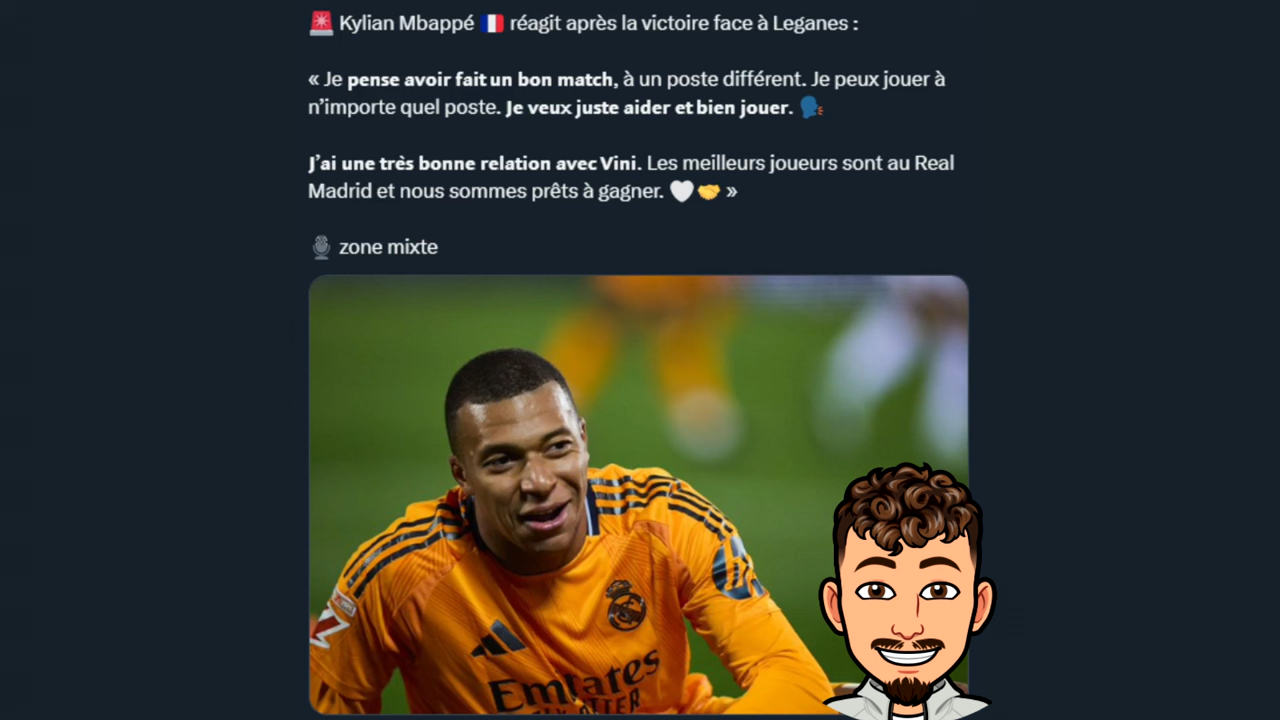 🚨 Kylian Mbappé 🇫🇷 réagit après la victoire face à Leganes :
« Je pense avoir fait un bon match, à un poste différent. Je peux jouer à
n’importe quel poste. Je veux juste aider et bien jouer. 🗣️
J’ai une très bonne relation avec Vini. Les meilleurs joueurs sont au Real
Madrid et nous sommes prêts à gagner. 🤍🤝 »
🎙️ zone mixte
Emirates
FLY BETTER